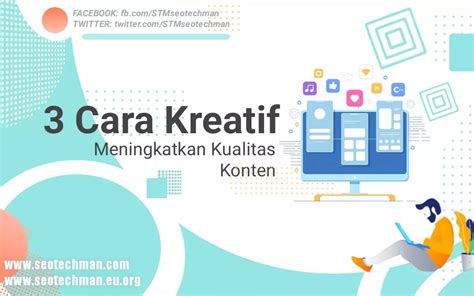 FACEBOOK: fb.com/STMseotechman
TWITTER: twitter.com/STMseotechman
3 Cara Kreatif
Meningkatkan Kualitas
Konten
www.seotechman.com
www.seotechman.eu.org